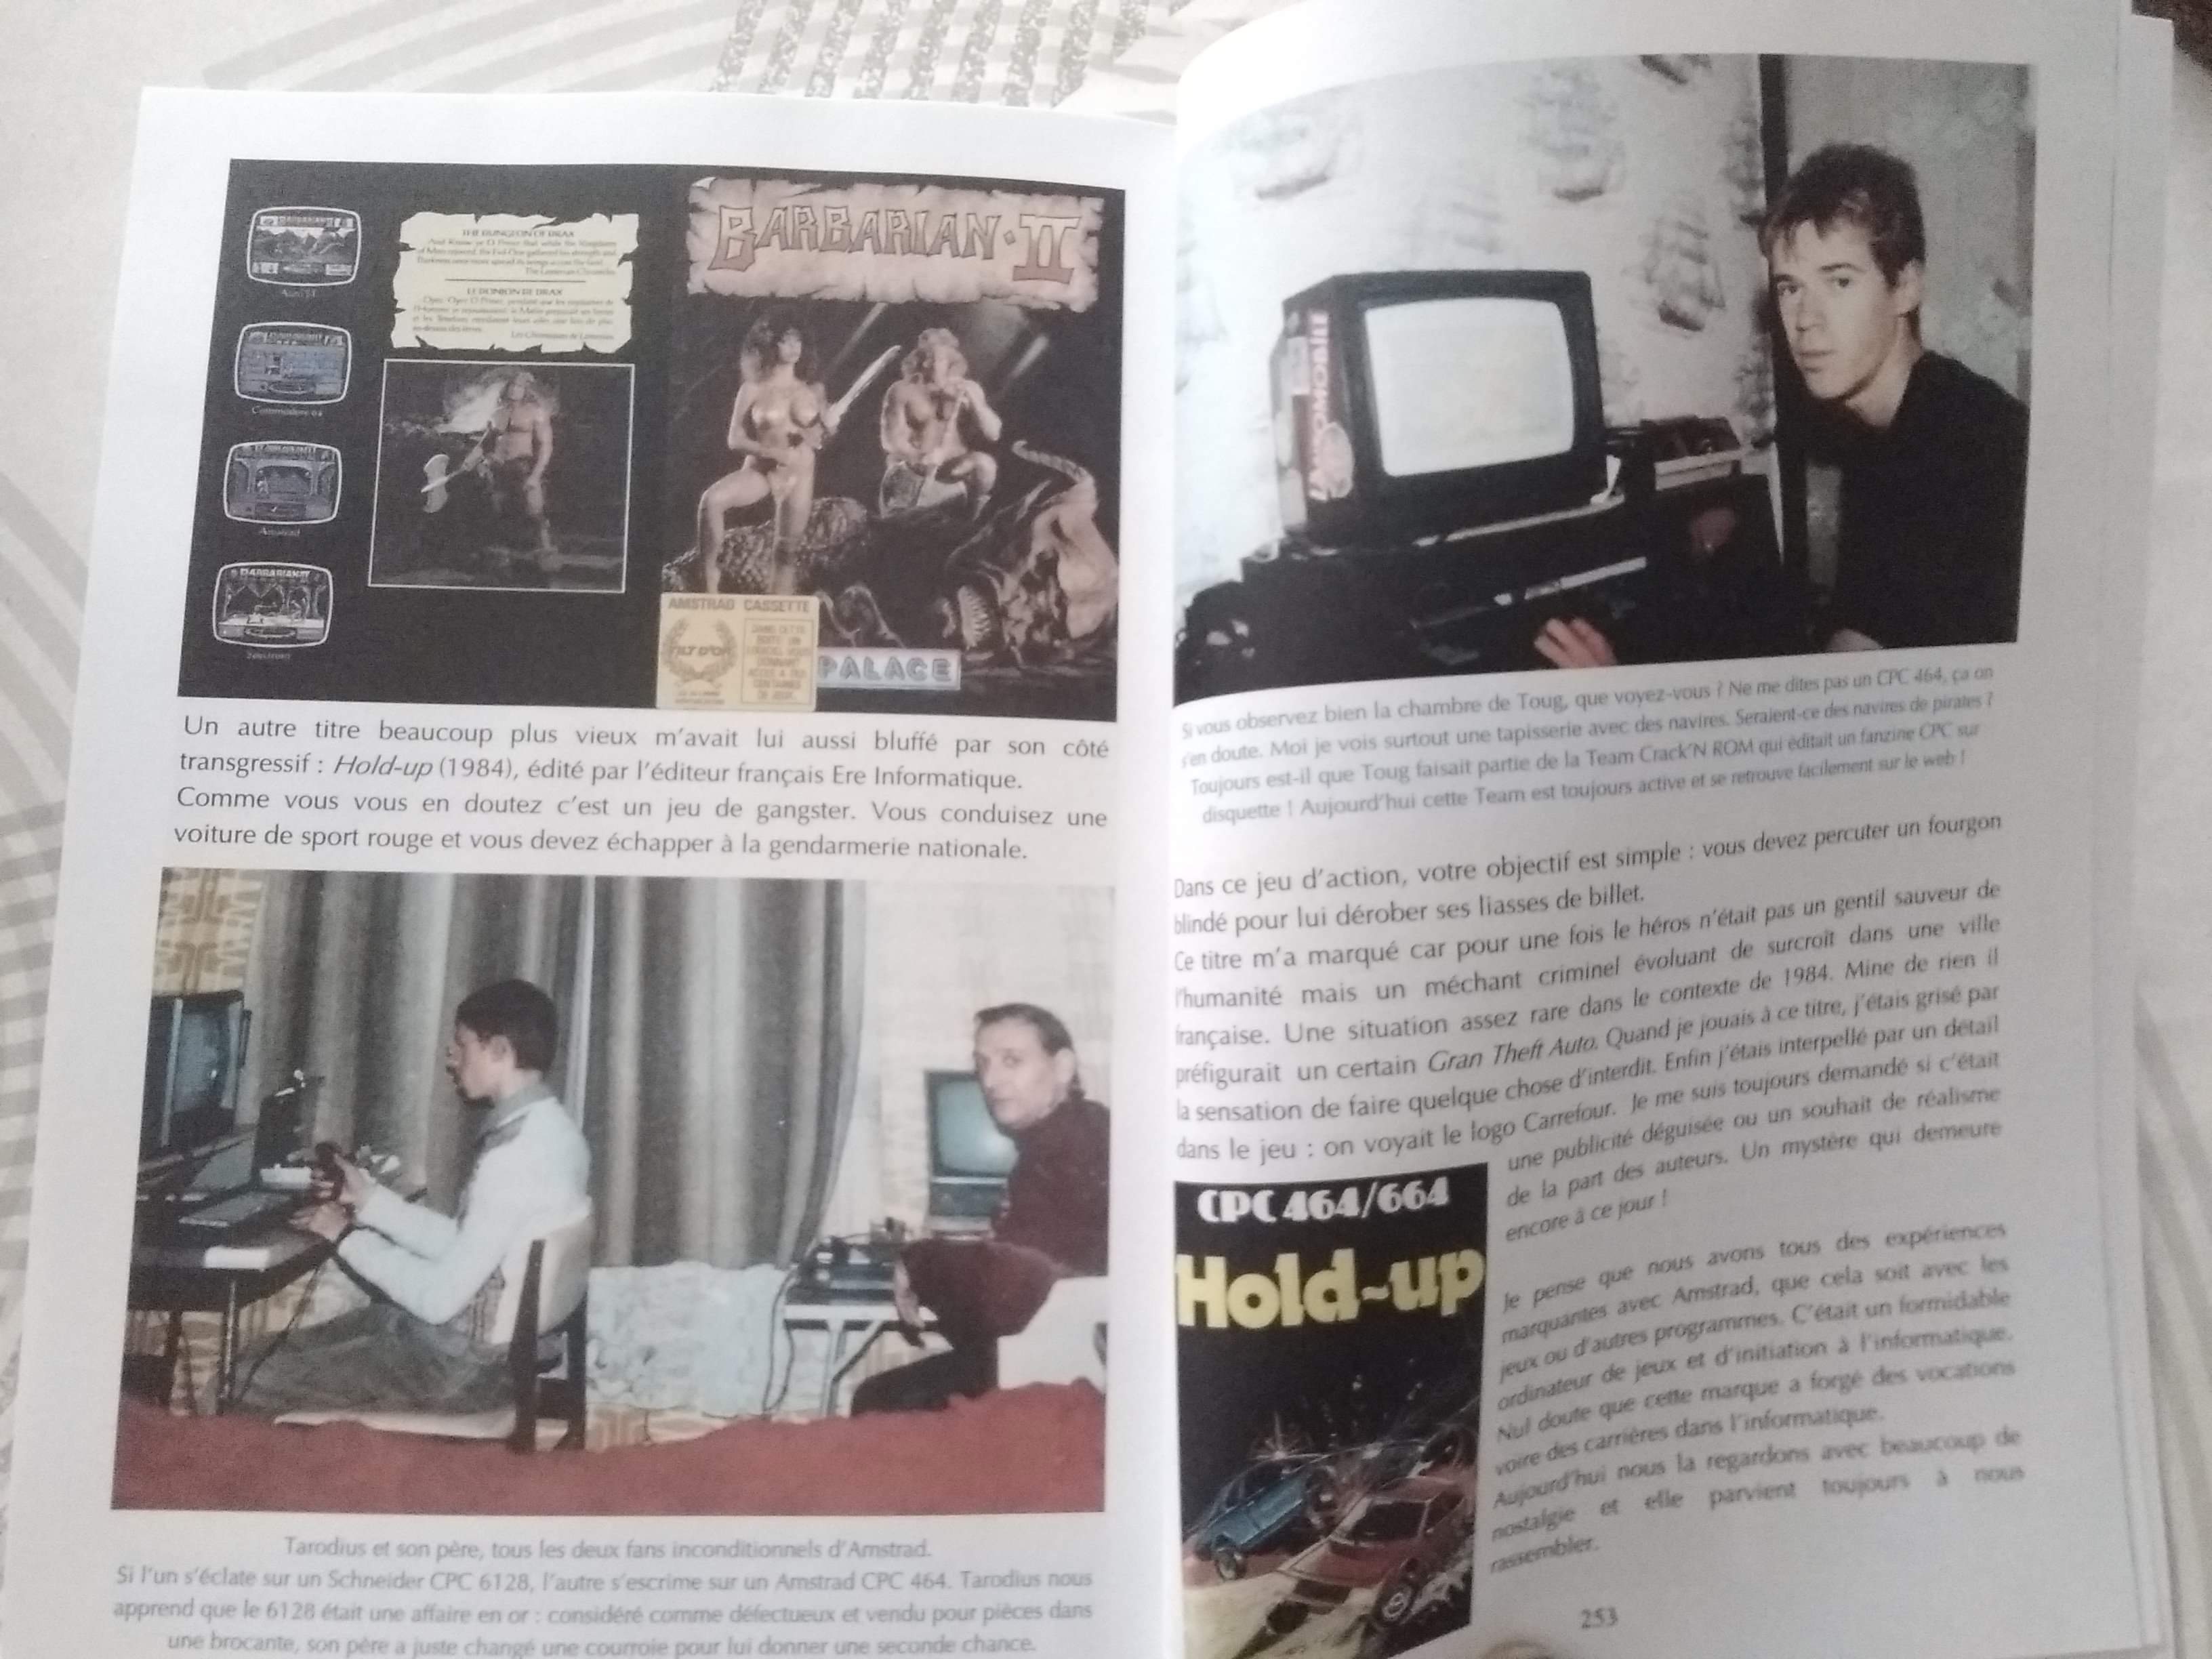 BARBARIAN·II
THE DUNGEON OF DRAX
LE DONJON DE DRAX
Commodore 64
Amstrad
BARBARIAN II
AMSTRAD CASSETTE
PALACE
Un autre titre beaucoup plus vieux m'avait lui aussi bluffé par son côté
transgressif : Hold-up (1984), édité par l'éditeur français Ere Informatique.
Comme vous vous en doutez c'est un jeu de gangster. Vous conduisez une
voiture de sport rouge et vous devez échapper à la gendarmerie nationale.
Tarodius et son père, tous les deux fans inconditionnels d'Amstrad.
Si l'un s'éclate sur un Schneider CPC 6128, l'autre s'escrime sur un Amstrad CPC 464. Tarodius nous
apprend que le 6128 était une affaire en or : considéré comme défectueux et vendu pour pièces dans
une brocante, son père a juste changé une courroie pour lui donner une seconde chance.
Si vous observez bien la chambre de Toug, que voyez-vous ? Ne me dites pas un CPC 464, ça on
s'en doute. Moi je vois surtout une tapisserie avec des navires. Seraient-ce des navires de pirates ?
Toujours est-il que Toug faisait partie de la Team Crack'N ROM qui éditait un fanzine CPC sur
disquette ! Aujourd'hui cette Team est toujours active et se retrouve facilement sur le web !
Dans ce jeu d'action, votre objectif est simple : vous devez percuter un fourgon
blindé pour lui dérober ses liasses de billet.
Ce titre m'a marqué car pour une fois le héros n'était pas un gentil sauveur de
l'humanité mais un méchant criminel évoluant de surcroît dans une ville
française. Une situation assez rare dans le contexte de 1984. Mine de rien il
préfigurait un certain Gran Theft Auto. Quand je jouais à ce titre, j'étais grisé par
la sensation de faire quelque chose d'interdit. Enfin j'étais interpellé par un détail
dans le jeu : on voyait le logo Carrefour. Je me suis toujours demandé si c'était
une publicité déguisée ou un souhait de réalisme
de la part des auteurs. Un mystère qui demeure
encore à ce jour !
CPC 464/664
Hold-up
Je pense que nous avons tous des expériences
marquantes avec Amstrad, que cela soit avec les
jeux ou d'autres programmes. C'était un formidable
ordinateur de jeux et d'initiation à l'informatique.
Nul doute que cette marque a forgé des vocations
voire des carrières dans l'informatique.
Aujourd'hui nous la regardons avec beaucoup de
nostalgie et elle parvient toujours à nous
rassembler.
253